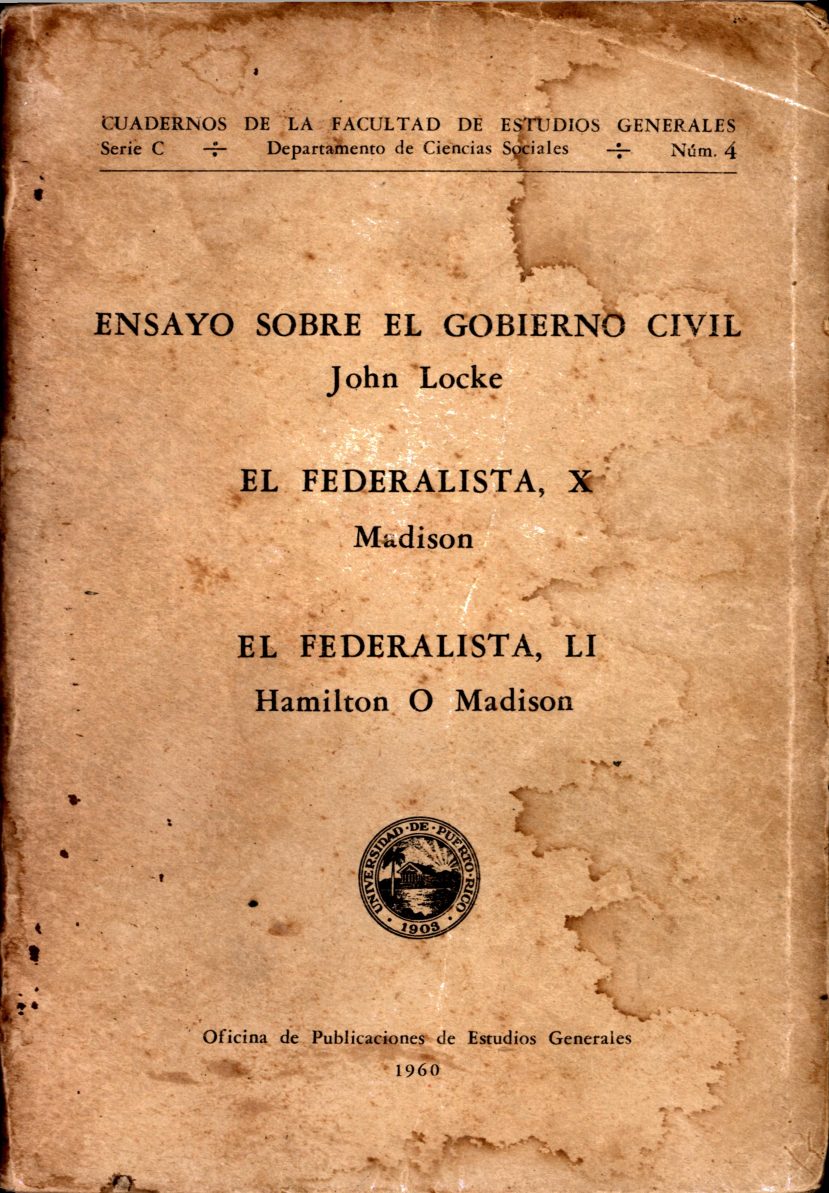 CUADERNOS DE LA FACULTAD DE ESTUDIOS GENERALES
Serie C ÷ Departamento de Ciencias Sociales ÷ Núm. 4
ENSAYO SOBRE EL GOBIERNO CIVIL
John Locke
EL FEDERALISTA, X
Madison
EL FEDERALISTA, LI
Hamilton O Madison
UNIVERSIDAD·DE·PUERTO·RICO
·1903·
Oficina de Publicaciones de Estudios Generales
1960